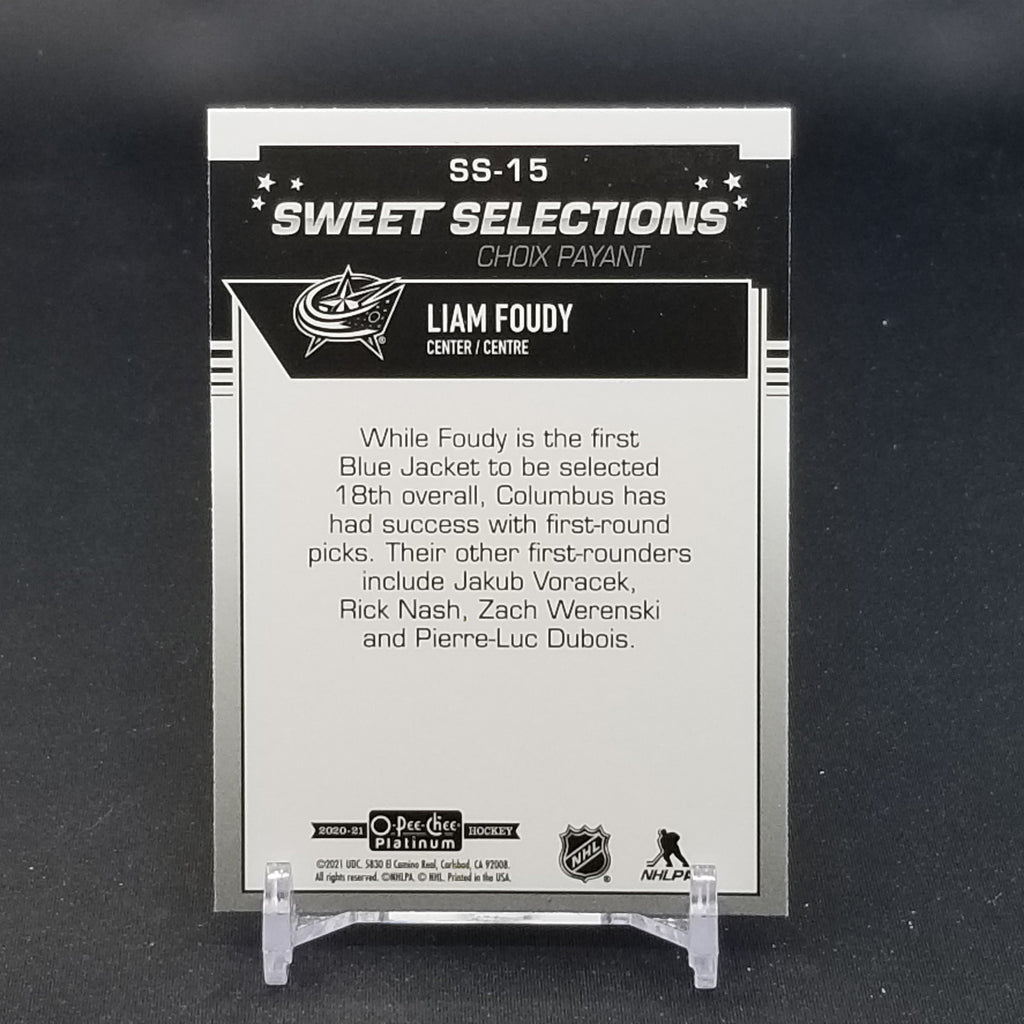 SS-15
SWEET SELECTIONS
CHOIX PAYANT
LIAM FOUDY
CENTER / CENTRE
While Foudy is the first
Blue Jacket to be selected
18th overall, Columbus has
had success with first-round
picks. Their other first-rounders
include Jakub Voracek,
Rick Nash, Zach Werenski
and Pierre-Luc Dubois.
2020-21 O-Pee-Chee HOCKEY
Platinum
©2021 UDC. 5830 El Camino Real, Carlsbad, CA 92008.
All rights reserved. ©NHLPA. © NHL. Printed in the USA.
NHL ®
NHLPA